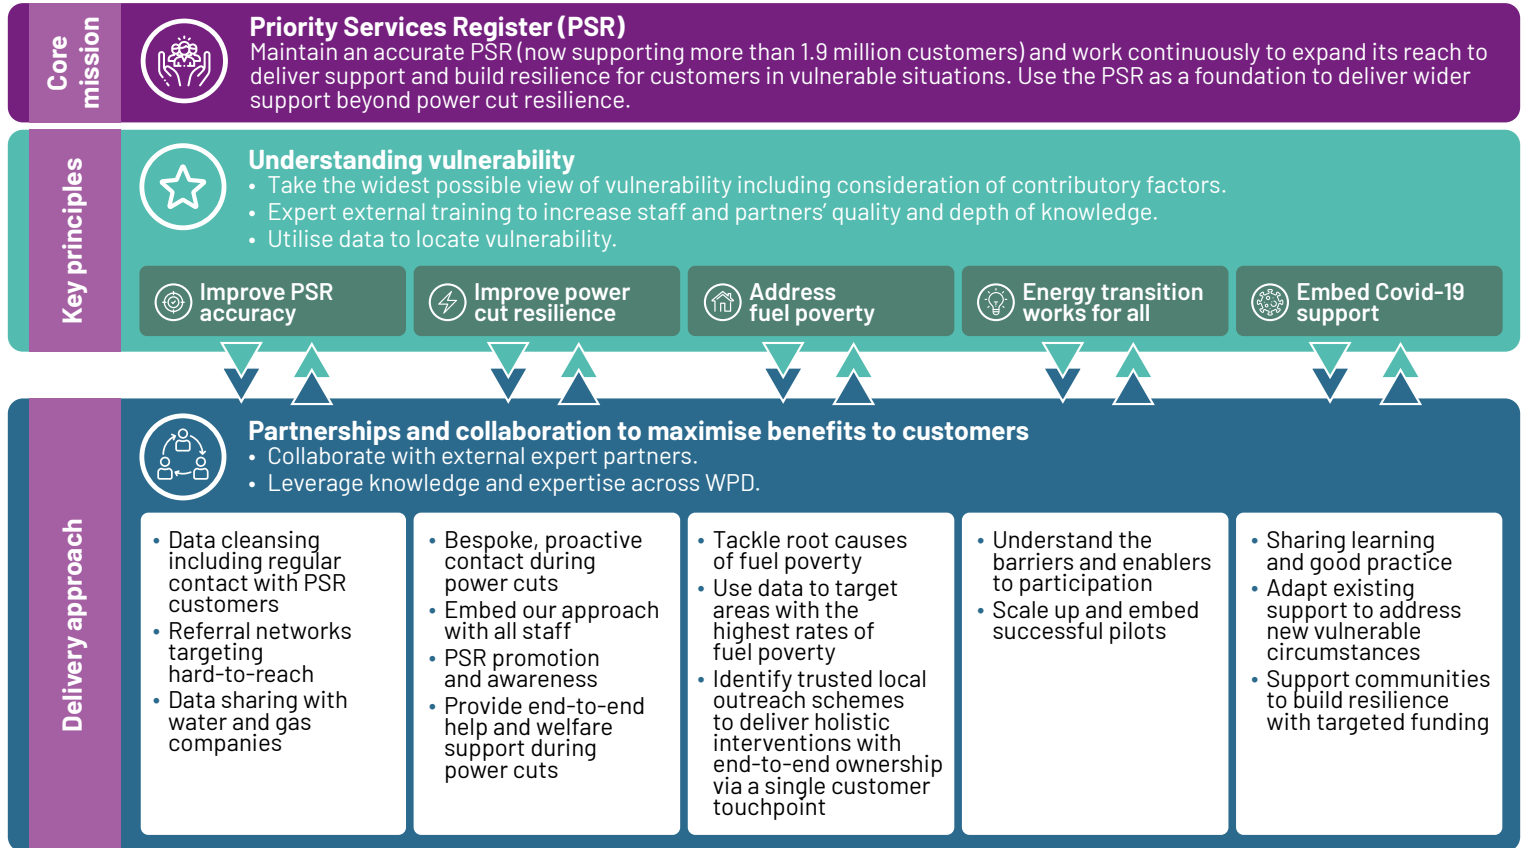 Core
mission
Priority Services Register (PSR)
Maintain an accurate PSR (now supporting more than 1.9 million customers) and work continuously to expand its reach to
deliver support and build resilience for customers in vulnerable situations. Use the PSR as a foundation to deliver wider
support beyond power cut resilience.
Key principles
Understanding vulnerability
• Take the widest possible view of vulnerability including consideration of contributory factors.
• Expert external training to increase staff and partners’ quality and depth of knowledge.
• Utilise data to locate vulnerability.
Improve PSR
accuracy
Improve power
cut resilience
Address
fuel poverty
Energy transition
works for all
Embed Covid-19
support
Delivery approach
Partnerships and collaboration to maximise benefits to customers
• Collaborate with external expert partners.
• Leverage knowledge and expertise across WPD.
• Data cleansing
including regular
contact with PSR
customers
• Referral networks
targeting
hard-to-reach
• Data sharing with
water and gas
companies
• Bespoke, proactive
contact during
power cuts
• Embed our approach
with all staff
• PSR promotion
and awareness
• Provide end-to-end
help and welfare
support during
power cuts
• Tackle root causes
of fuel poverty
• Use data to target
areas with the
highest rates of
fuel poverty
• Identify trusted local
outreach schemes
to deliver holistic
interventions with
end-to-end ownership
via a single customer
touchpoint
• Understand the
barriers and enablers
to participation
• Scale up and embed
successful pilots
• Sharing learning
and good practice
• Adapt existing
support to address
new vulnerable
circumstances
• Support communities
to build resilience
with targeted funding